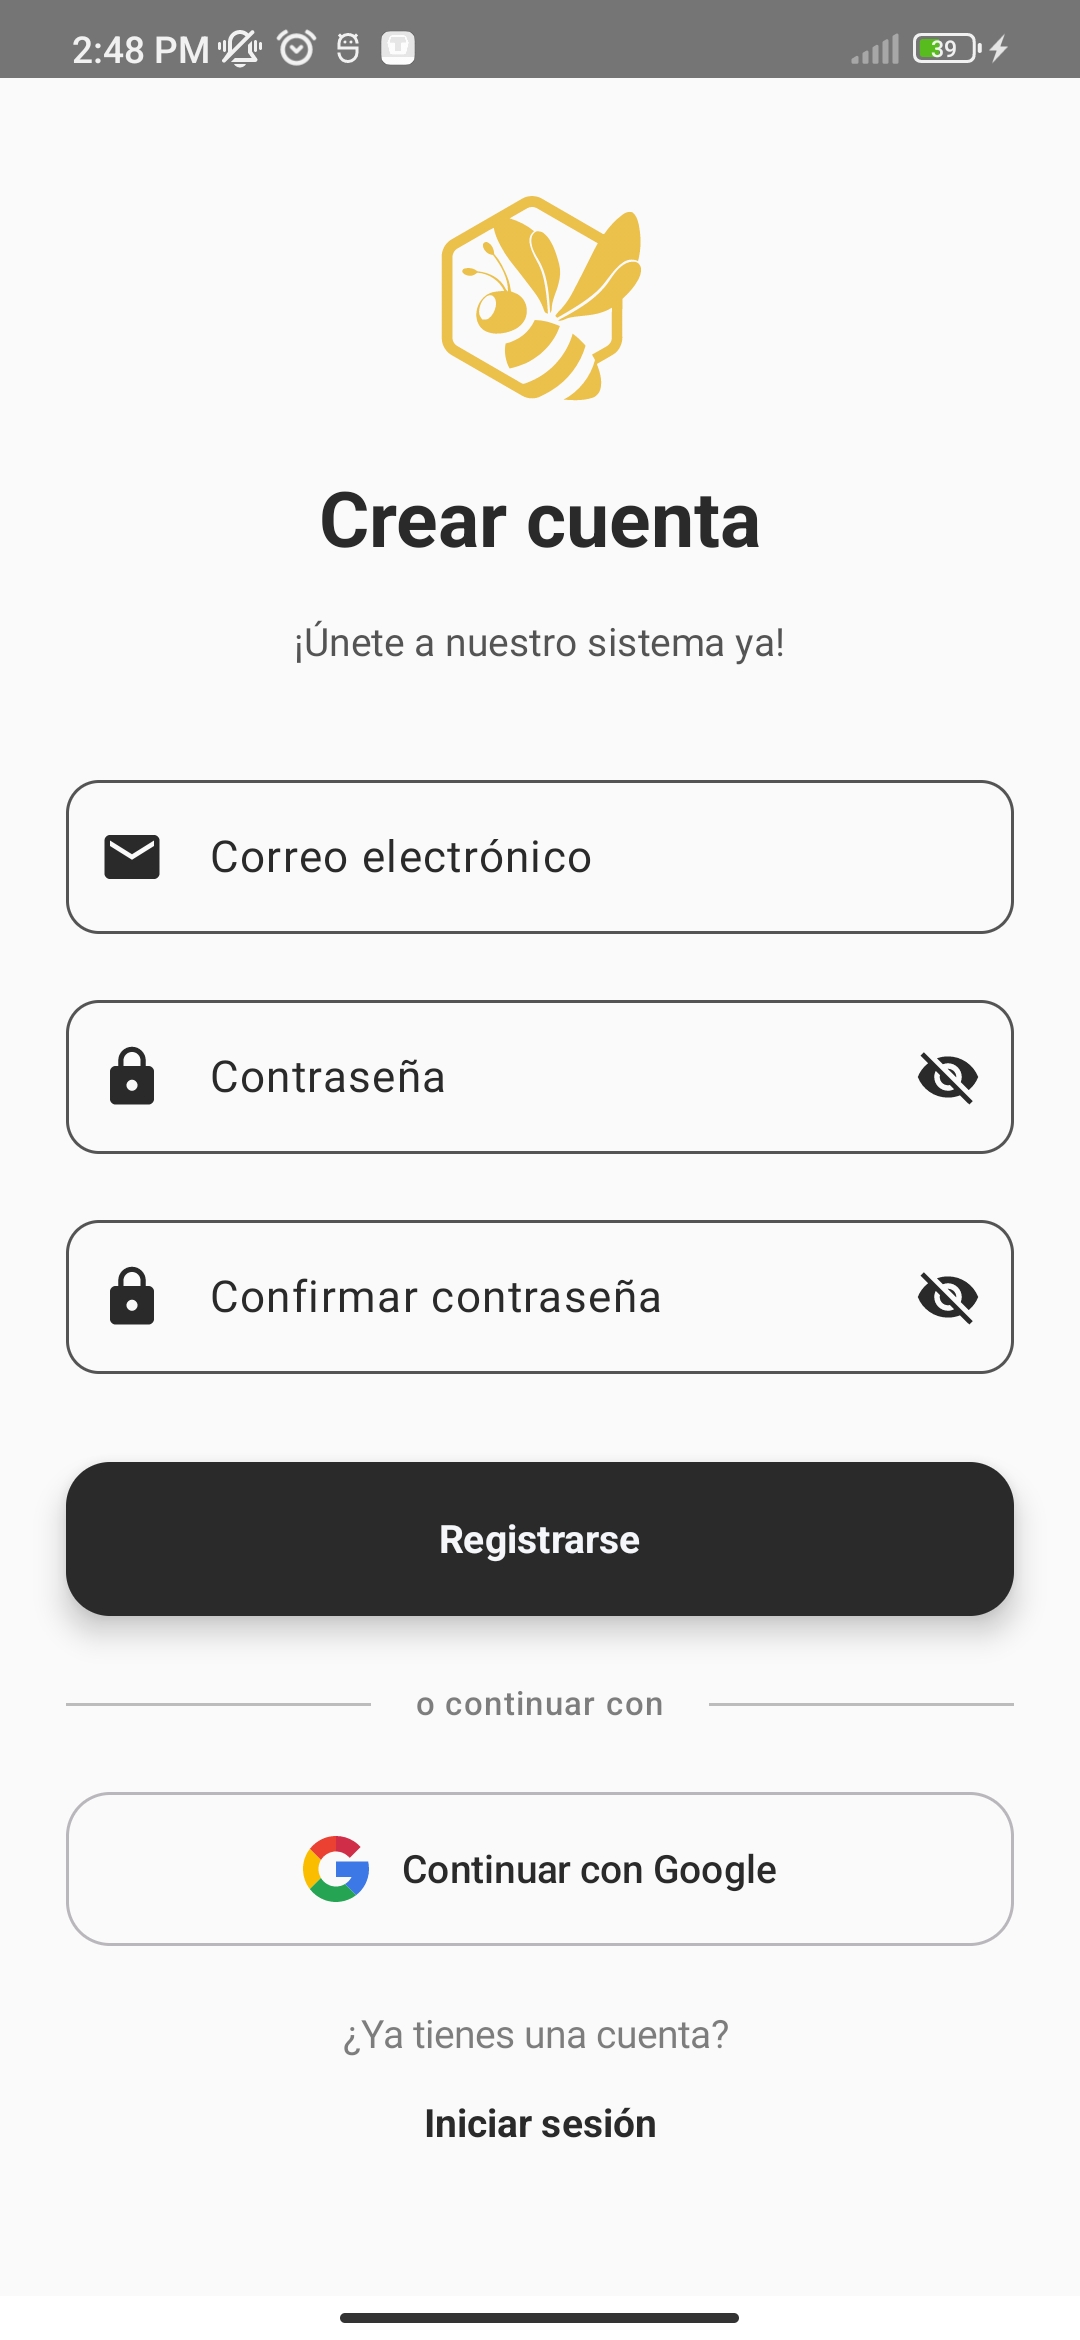 2:48 PM
39
Crear cuenta
¡Únete a nuestro sistema ya!
Correo electrónico
Contraseña
Confirmar contraseña
Registrarse
o continuar con
Continuar con Google
¿Ya tienes una cuenta?
Iniciar sesión